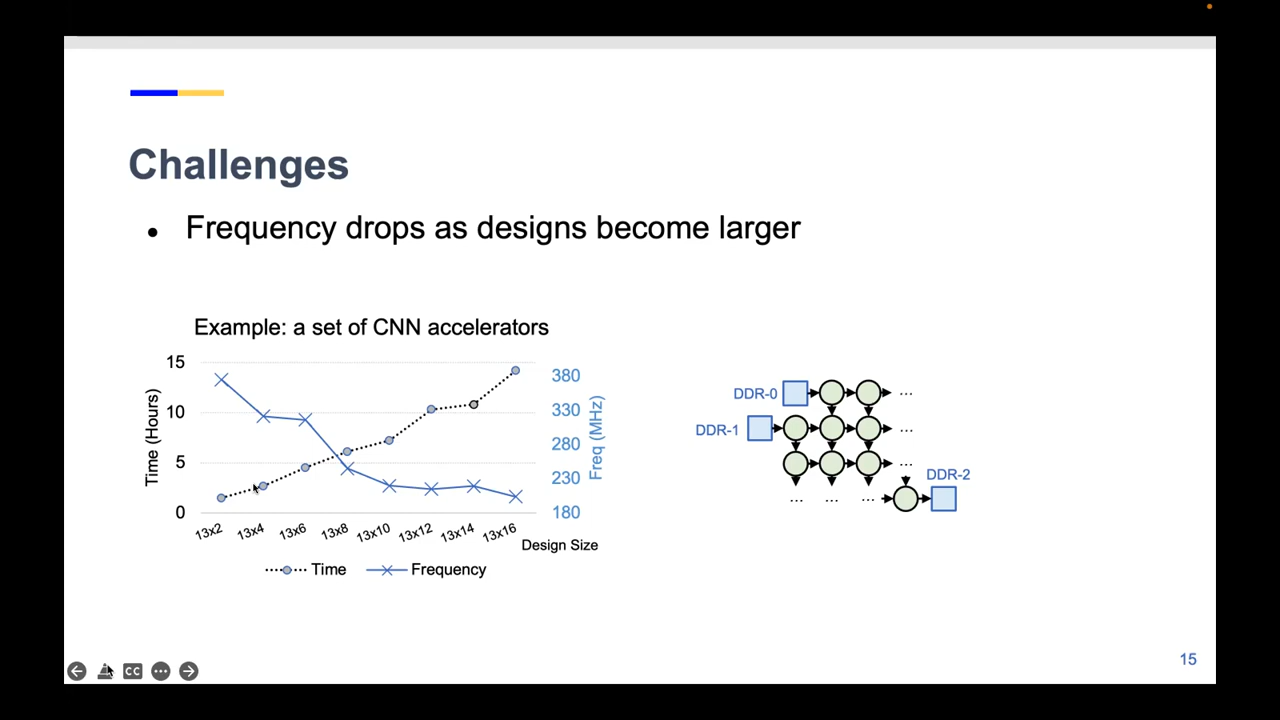 Challenges
● Frequency drops as designs become larger
Example: a set of CNN accelerators
Time (Hours)
15
10
5
0
380
330
280
230
180
Freq (MHz)
13x2 13x4 13x6 13x8 13x10 13x12 13x14 13x16
Design Size
Time Frequency
DDR-0 ...
DDR-1 ...
...
DDR-2
... ... ...
15
CC